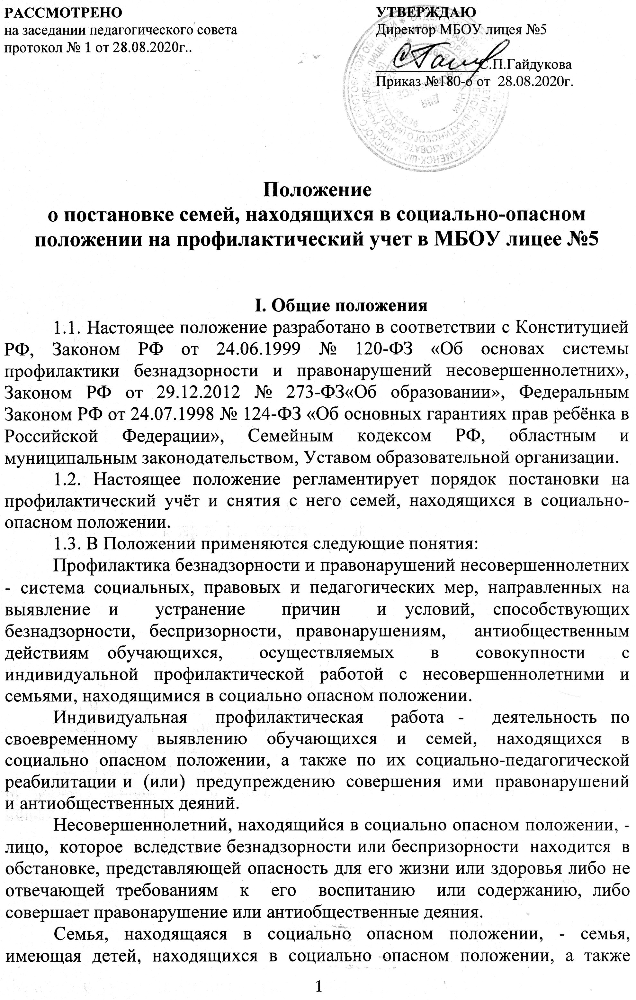 РАССМОТРЕНО
на заседании педагогического совета
протокол № 1 от 28.08.2020г..
УТВЕРЖДАЮ
Директор МБОУ лицея №5
С.П.Гайдукова
Приказ №180-о от 28.08.2020г.
Положение
о постановке семей, находящихся в социально-опасном
положении на профилактический учет в МБОУ лицее №5
I. Общие положения
1.1. Настоящее положение разработано в соответствии с Конституцией
РФ, Законом РФ от 24.06.1999 № 120-ФЗ «Об основах системы
профилактики безнадзорности и правонарушений несовершеннолетних»,
Законом РФ от 29.12.2012 № 273-ФЗ«Об образовании», Федеральным
Законом РФ от 24.07.1998 № 124-ФЗ «Об основных гарантиях прав ребёнка в
Российской Федерации», Семейным кодексом РФ, областным и
муниципальным законодательством, Уставом образовательной организации.
1.2. Настоящее положение регламентирует порядок постановки на
профилактический учёт и снятия с него семей, находящихся в социально-
опасном положении.
1.3. В Положении применяются следующие понятия:
Профилактика безнадзорности и правонарушений несовершеннолетних
- система социальных, правовых и педагогических мер, направленных на
выявление и устранение причин и условий, способствующих
безнадзорности, беспризорности, правонарушениям, антиобщественным
действиям обучающихся, осуществляемых в совокупности с
индивидуальной профилактической работой с несовершеннолетними и
семьями, находящимися в социально опасном положении.
Индивидуальная профилактическая работа - деятельность по
своевременному выявлению обучающихся и семей, находящихся в
социально опасном положении, а также по их социально-педагогической
реабилитации и (или) предупреждению совершения ими правонарушений
и антиобщественных деяний.
Несовершеннолетний, находящийся в социально опасном положении, -
лицо, которое вследствие безнадзорности или беспризорности находится в
обстановке, представляющей опасность для его жизни или здоровья либо не
отвечающей требованиям к его воспитанию или содержанию, либо
совершает правонарушение или антиобщественные деяния.
Семья, находящаяся в социально опасном положении, - семья,
имеющая детей, находящихся в социально опасном положении, а также
1